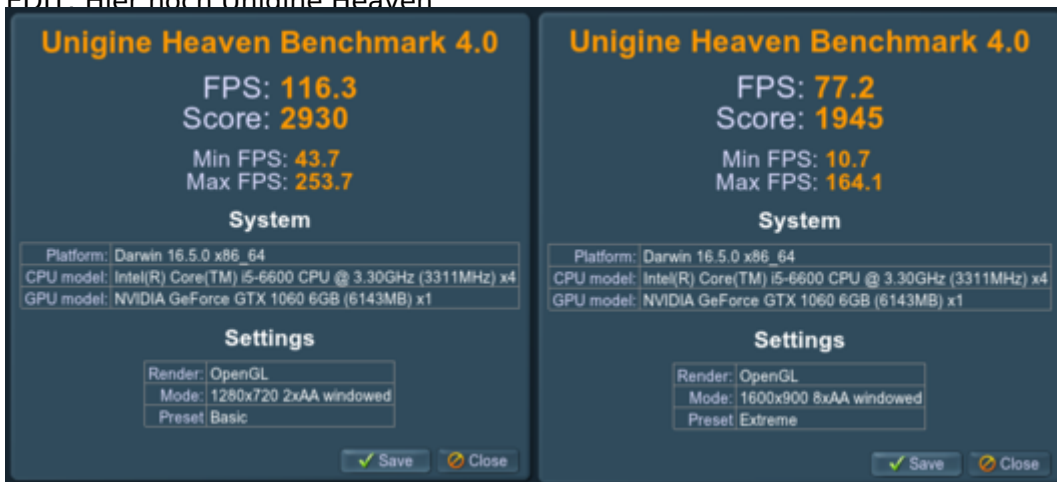 EDIT: Hier noch Unigine Heaven
Unigine Heaven Benchmark 4.0
FPS: 116.3
Score: 2930
Min FPS: 43.7
Max FPS: 253.7
System
Platform: Darwin 16.5.0 x86_64
CPU model: Intel(R) Core(TM) i5-6600 CPU @ 3.30GHz (3311MHz) x4
GPU model: NVIDIA GeForce GTX 1060 6GB (6143MB) x1
Settings
Render: OpenGL
Mode: 1280x720 2xAA windowed
Preset Basic
Save Close
Unigine Heaven Benchmark 4.0
FPS: 77.2
Score: 1945
Min FPS: 10.7
Max FPS: 164.1
System
Platform: Darwin 16.5.0 x86_64
CPU model: Intel(R) Core(TM) i5-6600 CPU @ 3.30GHz (3311MHz) x4
GPU model: NVIDIA GeForce GTX 1060 6GB (6143MB) x1
Settings
Render: OpenGL
Mode: 1600x900 8xAA windowed
Preset Extreme
Save Close